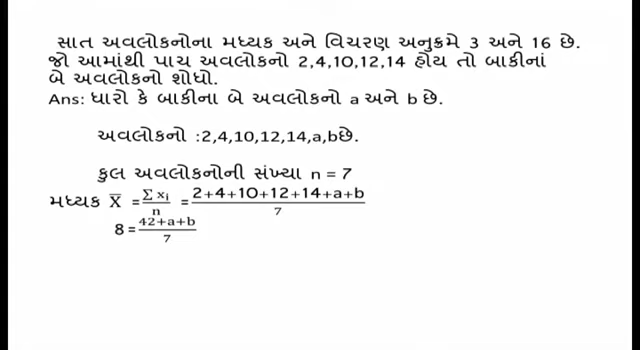 સાત અવલોકનોના મધ્યક અને વિચરણ અનુક્રમે 3 અને 16 છે.
જો આમાંથી પાચ અવલોકનો 2,4,10,12,14 હોય તો બાકીનાં
બે અવલોકનો શોધો.
Ans: ધારો કે બાકીના બે અવલોકનો a અને b છે.
અવલોકનો :2,4,10,12,14,a,bછે.
કુલ અવલોકનોની સંખ્યા n = 7
મધ્યક X̅ = Σ xᵢ / n = 2+4+10+12+14+a+b / 7
8 = 42+a+b / 7